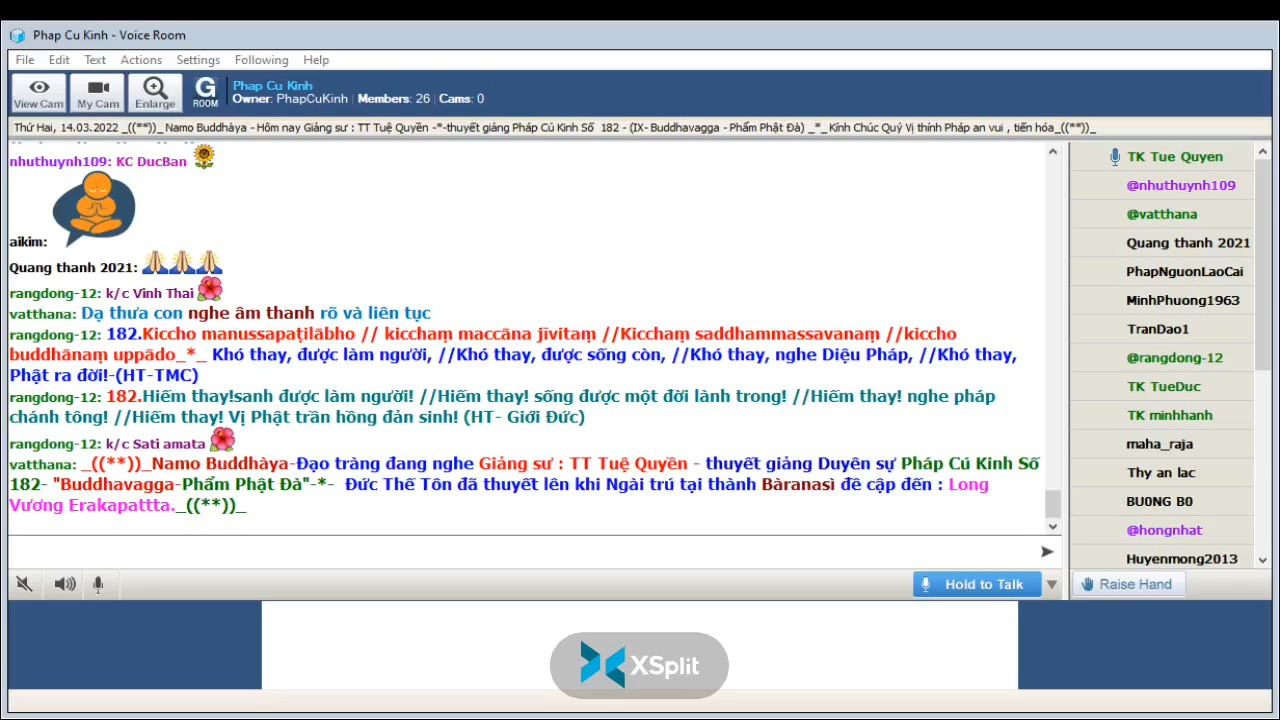 Phap Cu Kinh - Voice Room
File Edit Text Actions Settings Following Help
View Cam My Cam Enlarge G ROOM
Phap Cu Kinh
Owner: PhapCuKinh | Members: 26 | Cams: 0
Thứ Hai, 14.03.2022 _((**))_ Namo Buddhàya - Hôm nay Giảng sư : TT Tuệ Quyền -*-thuyết giảng Pháp Cú Kinh Số 182 - (IX- Buddhavagga - Phẩm Phật Đà) _*_ Kính Chúc Quý Vị thính Pháp an vui , tiến hóa_((**))_
nhuthuynh109: KC DucBan
aikim:
Quang thanh 2021:
rangdong-12: k/c Vinh Thai
vatthana: Dạ thưa con nghe âm thanh rõ và liên tục
rangdong-12: 182.Kiccho manussapaṭilābho // kicchaṃ maccāna jīvitaṃ //Kicchaṃ saddhammassavanaṃ //kiccho
buddhānaṃ uppādo_*_ Khó thay, được làm người, //Khó thay, được sống còn, //Khó thay, nghe Diệu Pháp, //Khó thay,
Phật ra đời!-(HT-TMC)
rangdong-12: 182.Hiếm thay!sanh được làm người! //Hiếm thay! sống được một đời lành trong! //Hiếm thay! nghe pháp
chánh tông! //Hiếm thay! Vị Phật trần hồng đản sinh! (HT- Giới Đức)
rangdong-12: k/c Sati amata
vatthana: _((**))_Namo Buddhàya-Đạo tràng đang nghe Giảng sư : TT Tuệ Quyền - thuyết giảng Duyên sự Pháp Cú Kinh Số
182- "Buddhavagga-Phẩm Phật Đà"-*- Đức Thế Tôn đã thuyết lên khi Ngài trú tại thành Bàranasì đề cập đến : Long
Vương Erakapattta._((**))_
Hold to Talk
TK Tue Quyen
@nhuthuynh109
@vatthana
Quang thanh 2021
PhapNguonLaoCai
MinhPhuong1963
TranDao1
@rangdong-12
TK TueDuc
TK minhhanh
maha_raja
Thy an lac
BU0NG B0
@hongnhat
Huyenmong2013
Raise Hand
XSplit